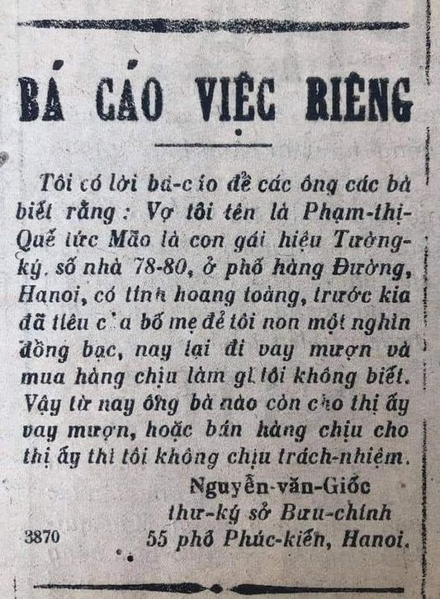 BÁ CÁO VIỆC RIÊNG
Tôi có lời bá-cáo để các ông các bà
biết rằng : Vợ tôi tên là Phạm-thị-
Quế tức Mão là con gái hiệu Tường-
ký, số nhà 78-80, ở phố hàng Đường,
Hanoi, có tính hoang toàng, trước kia
đã tiêu của bố mẹ đẻ tôi non một nghìn
đồng bạc, nay lại đi vay mượn và
mua hàng chịu làm gì tôi không biết.
Vậy từ nay ông bà nào còn cho thị ấy
vay mượn, hoặc bán hàng chịu cho
thị ấy thì tôi không chịu trách-nhiệm.
Nguyễn-văn-Giốc
thư-ký sở Bưu-chính
3870 55 phố Phúc-kiến, Hanoi.